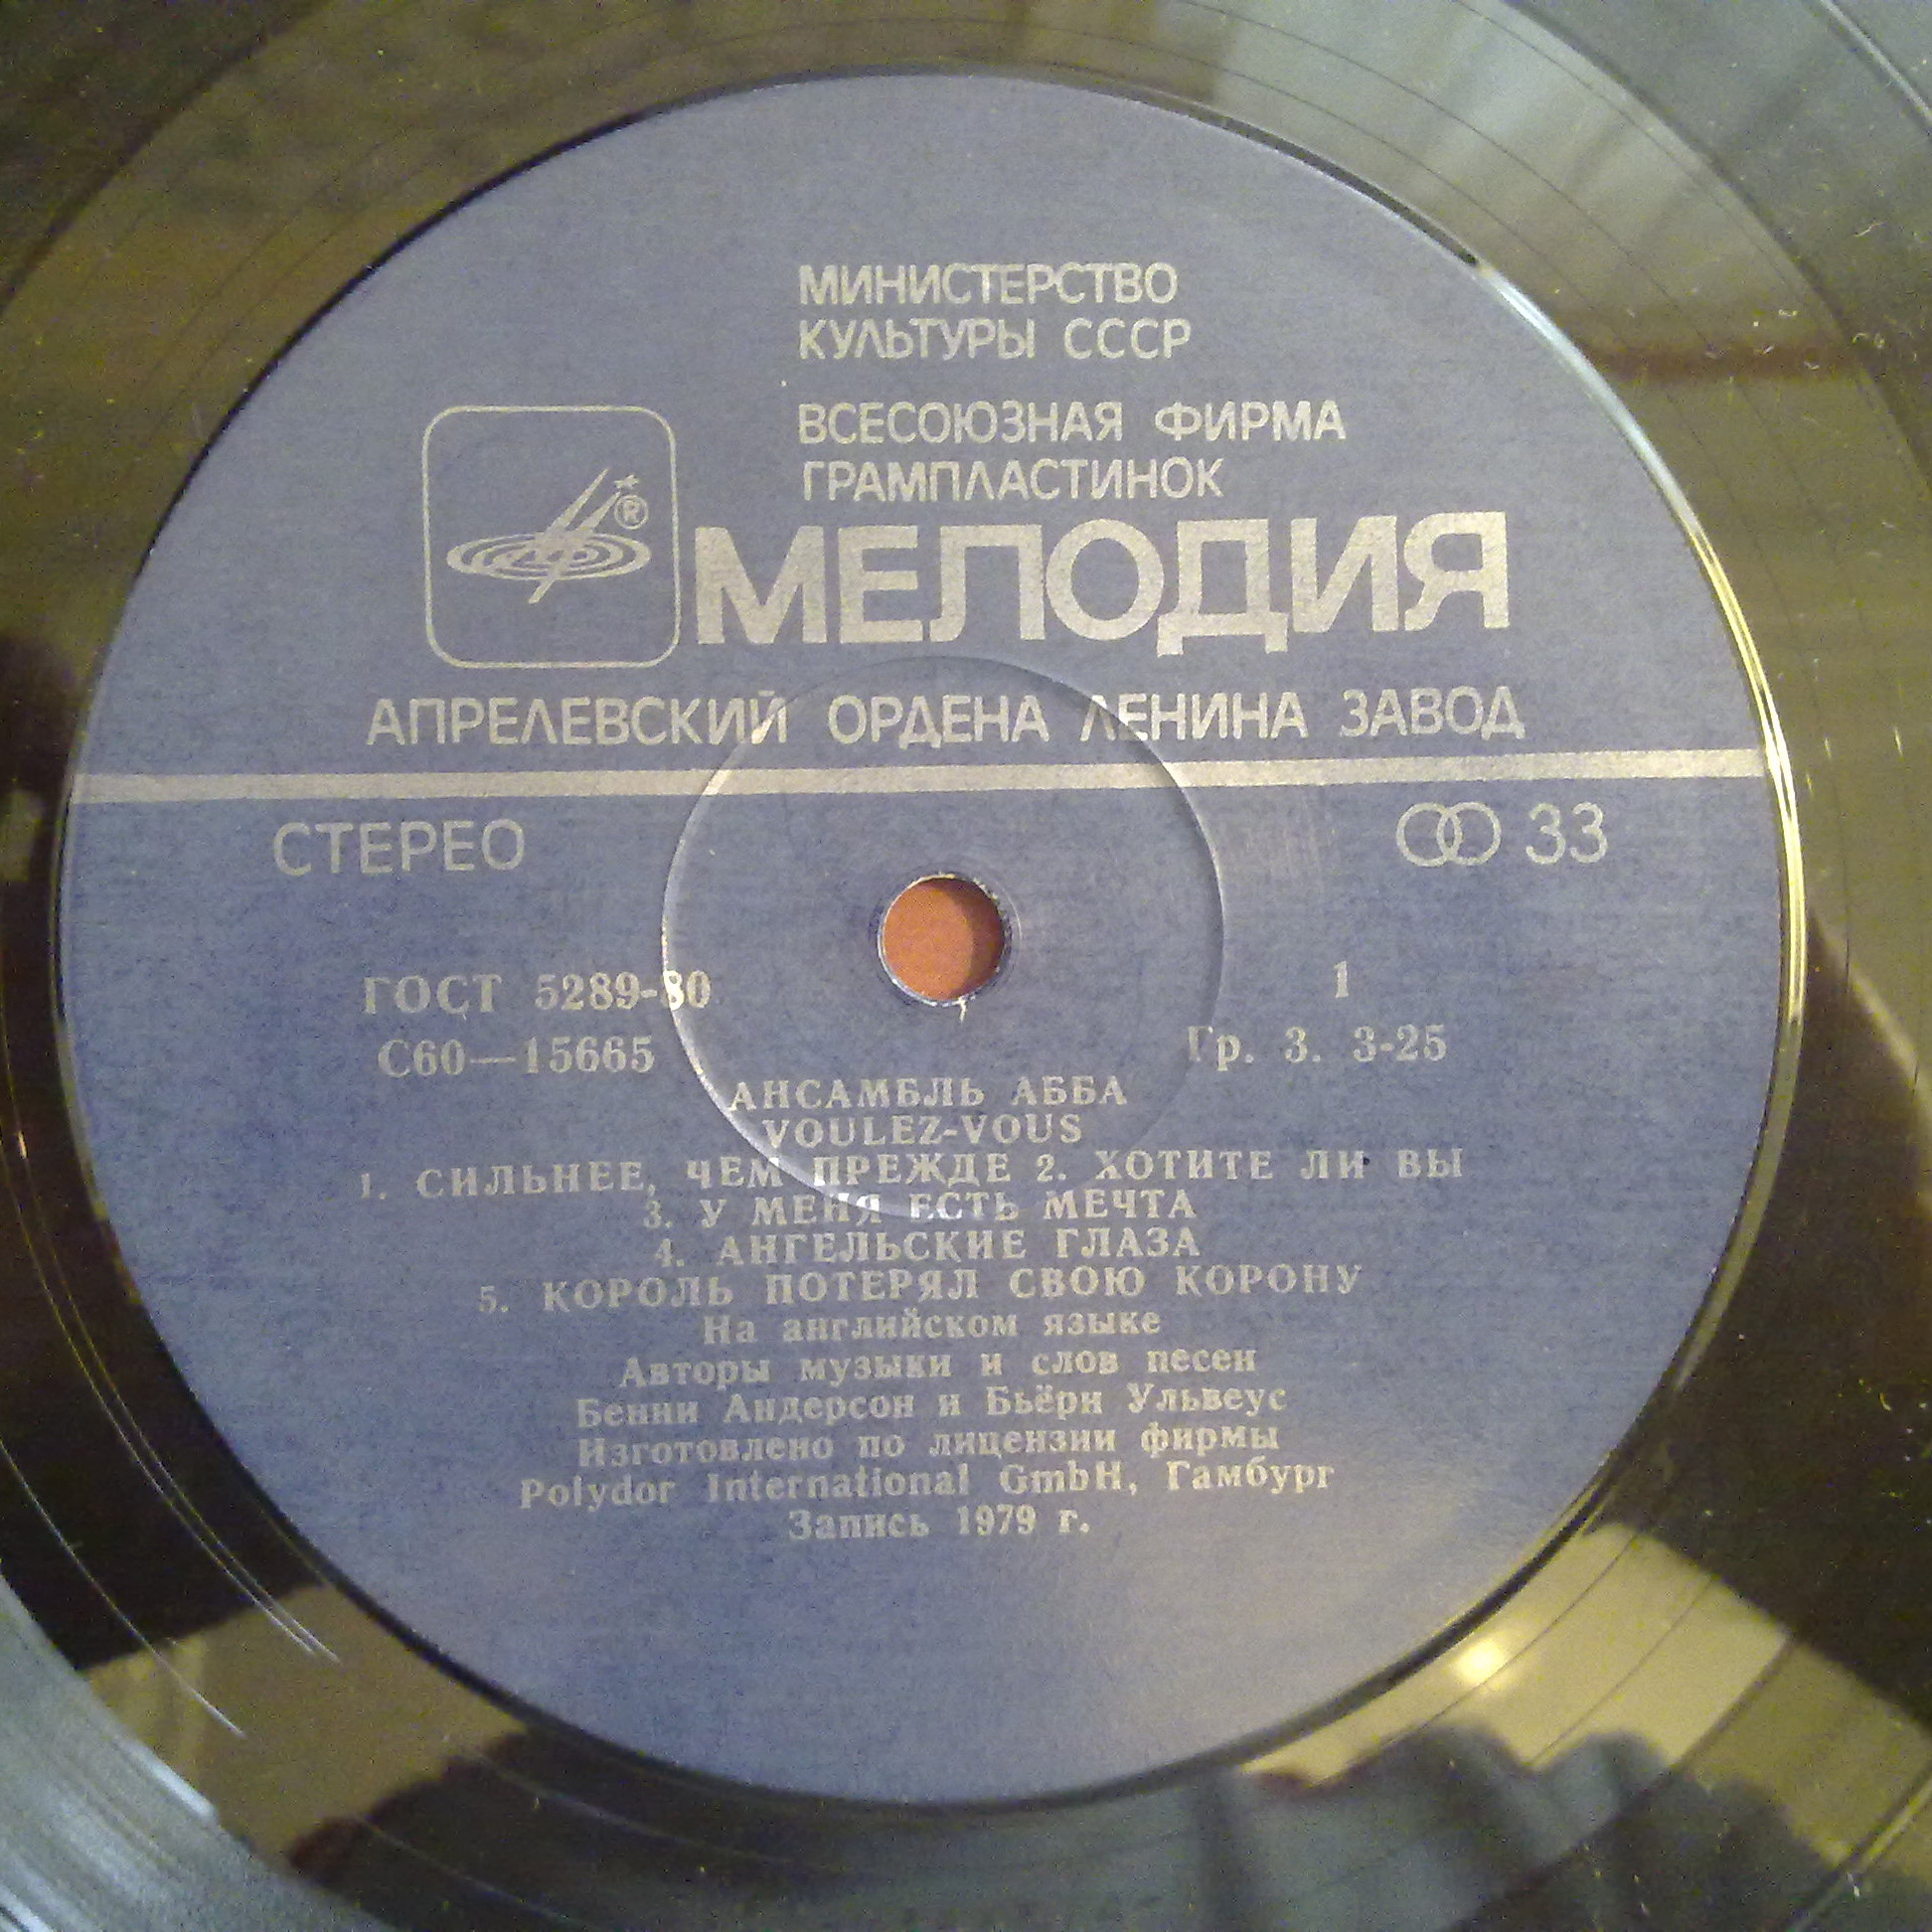 МИНИСТЕРСТВО
КУЛЬТУРЫ СССР
ВСЕСОЮЗНАЯ ФИРМА
ГРАМПЛАСТИНОК
®
МЕЛОДИЯ
АПРЕЛЕВСКИЙ ОРДЕНА ЛЕНИНА ЗАВОД
СТЕРЕО
33
ГОСТ 5289-80
1
С60—15665
Гр. 3. 3-25
АНСАМБЛЬ АББА
VOULEZ-VOUS
1. СИЛЬНЕЕ, ЧЕМ ПРЕЖДЕ 2. ХОТИТЕ ЛИ ВЫ
3. У МЕНЯ ЕСТЬ МЕЧТА
4. АНГЕЛЬСКИЕ ГЛАЗА
5. КОРОЛЬ ПОТЕРЯЛ СВОЮ КОРОНУ
На английском языке
Авторы музыки и слов песен
Бенни Андерсон и Бьёрн Ульвеус
Изготовлено по лицензии фирмы
Polydor International GmbH, Гамбург
Запись 1979 г.